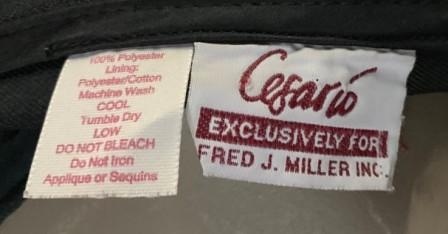 100% Polyester
Lining:
Polyester/Cotton
Machine Wash
COOL
Tumble Dry
LOW
DO NOT BLEACH
Do Not Iron
Applique or Sequins
Cesario
EXCLUSIVELY FOR
FRED J. MILLER INC.